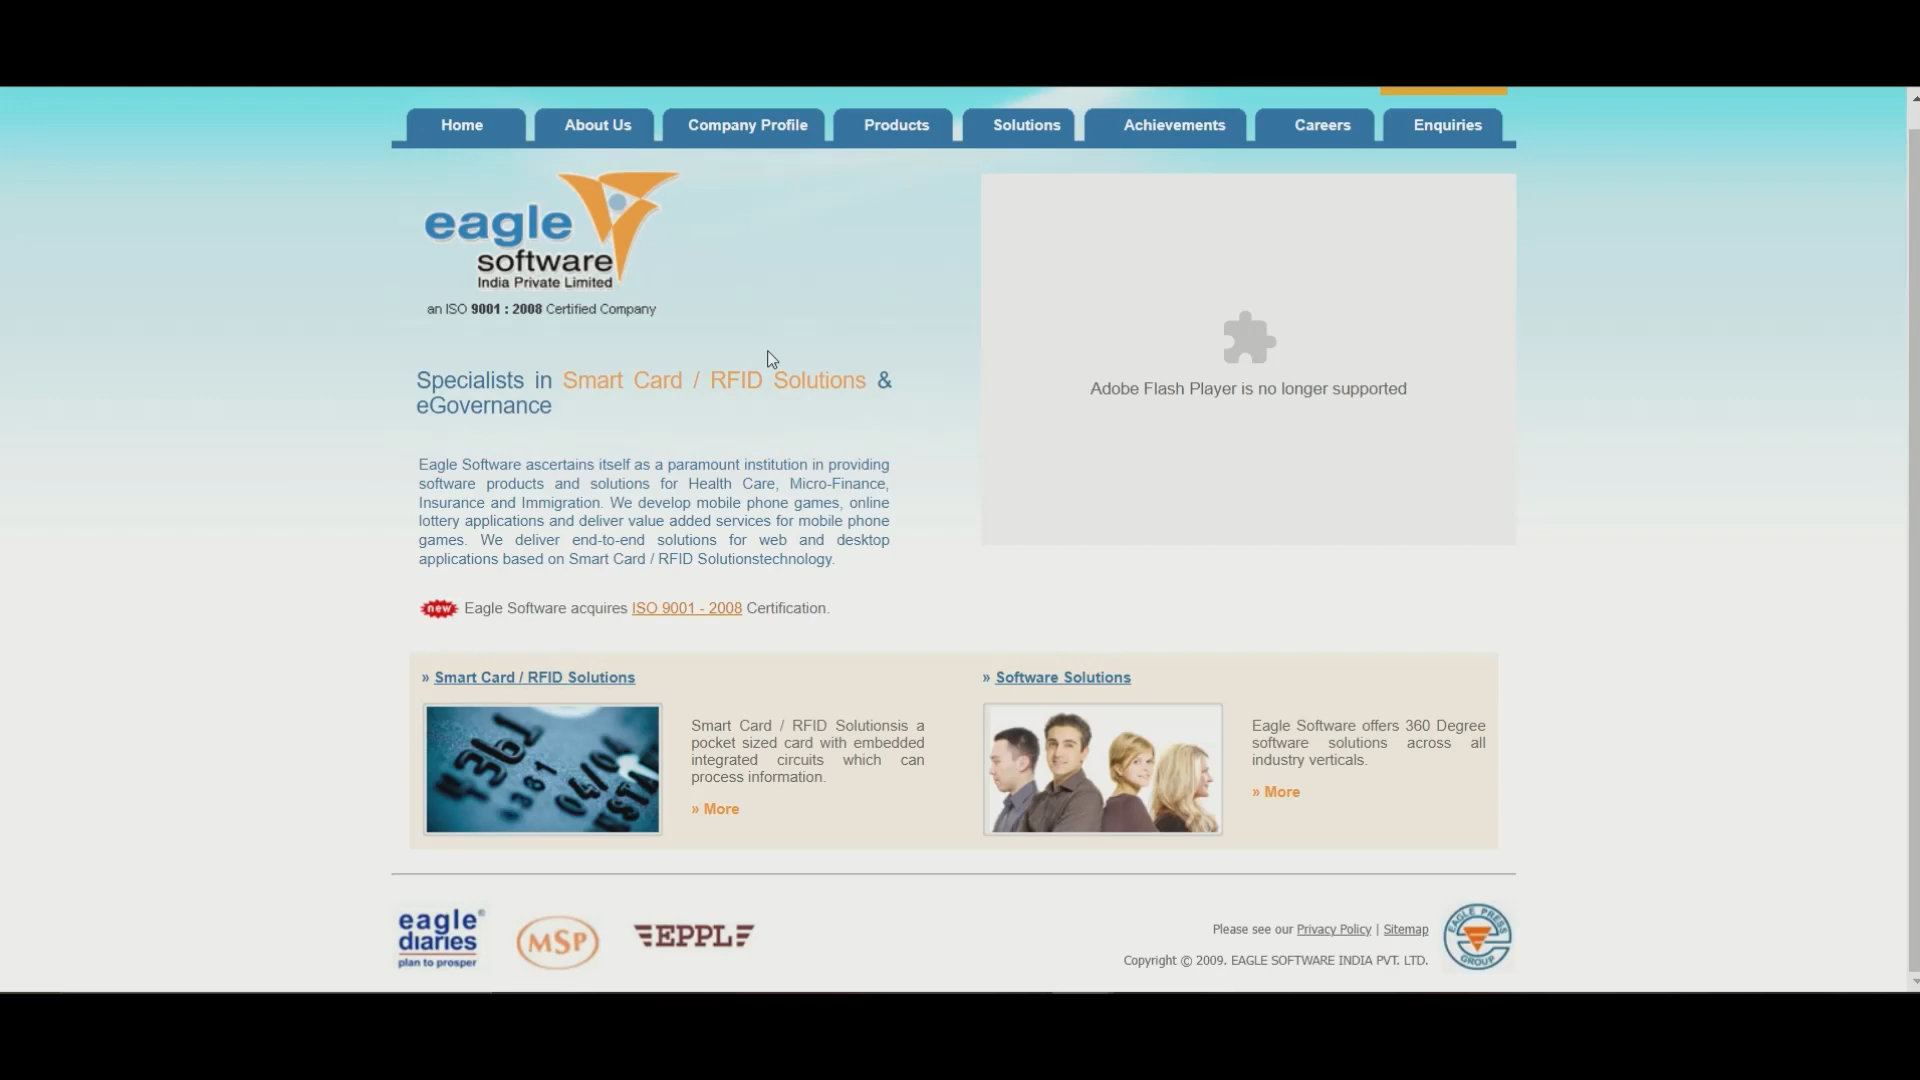 Home
About Us
Company Profile
Products
Solutions
Achievements
Careers
Enquiries
eagle
software
India Private Limited
an ISO 9001 : 2008 Certified Company
Adobe Flash Player is no longer supported
Specialists in Smart Card / RFID Solutions &
eGovernance
Eagle Software ascertains itself as a paramount institution in providing
software products and solutions for Health Care, Micro-Finance,
Insurance and Immigration. We develop mobile phone games, online
lottery applications and deliver value added services for mobile phone
games. We deliver end-to-end solutions for web and desktop
applications based on Smart Card / RFID Solutionstechnology.
new Eagle Software acquires ISO 9001 - 2008 Certification.
» Smart Card / RFID Solutions
361
0381
04/04
Smart Card / RFID Solutionsis a
pocket sized card with embedded
integrated circuits which can
process information.
» More
» Software Solutions
Eagle Software offers 360 Degree
software solutions across all
industry verticals.
» More
eagle
diaries
plan to prosper
MSP
EPPL
Please see our Privacy Policy | Sitemap
Copyright © 2009. EAGLE SOFTWARE INDIA PVT. LTD.
EAGLE PRESS
GROUP